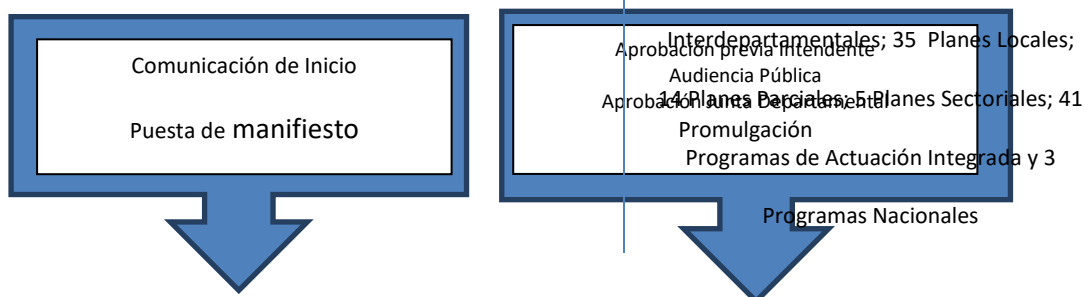 Comunicación de Inicio
Puesta de manifiesto
Aprobación previa Intendente
Audiencia Pública
Aprobación Junta Departamental
Promulgación
Interdepartamentales; 35 Planes Locales;
14 Planes Parciales; 5 Planes Sectoriales; 41
Programas de Actuación Integrada y 3
Programas Nacionales